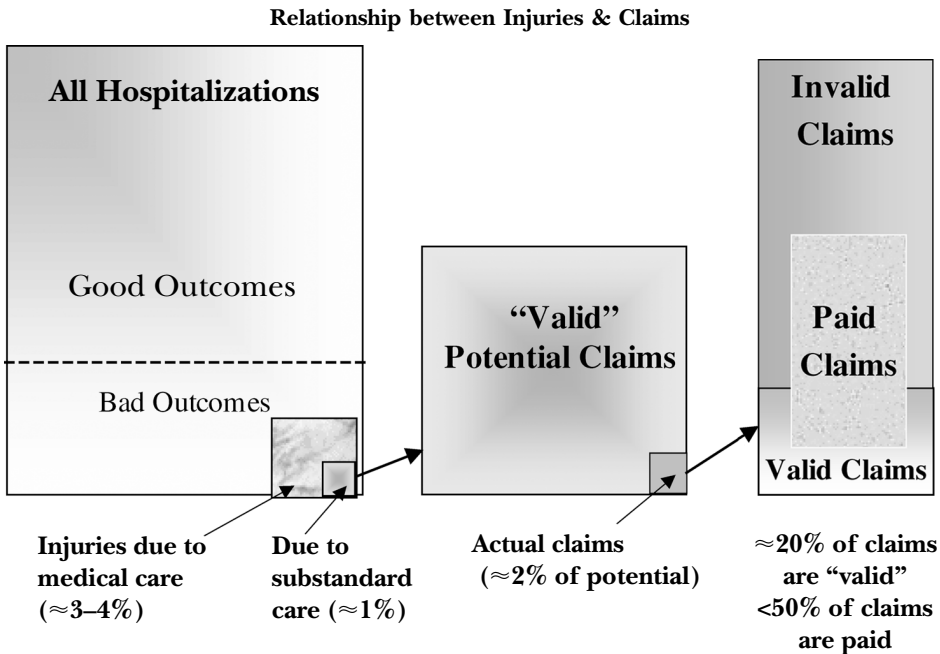 Relationship between Injuries & Claims
All Hospitalizations
Good Outcomes
Bad Outcomes
Injuries due to
medical care
(≈3–4%)
Due to
substandard
care (≈1%)
“Valid”
Potential Claims
Actual claims
(≈2% of potential)
Invalid
Claims
Paid
Claims
Valid Claims
≈20% of claims
are “valid”
<50% of claims
are paid